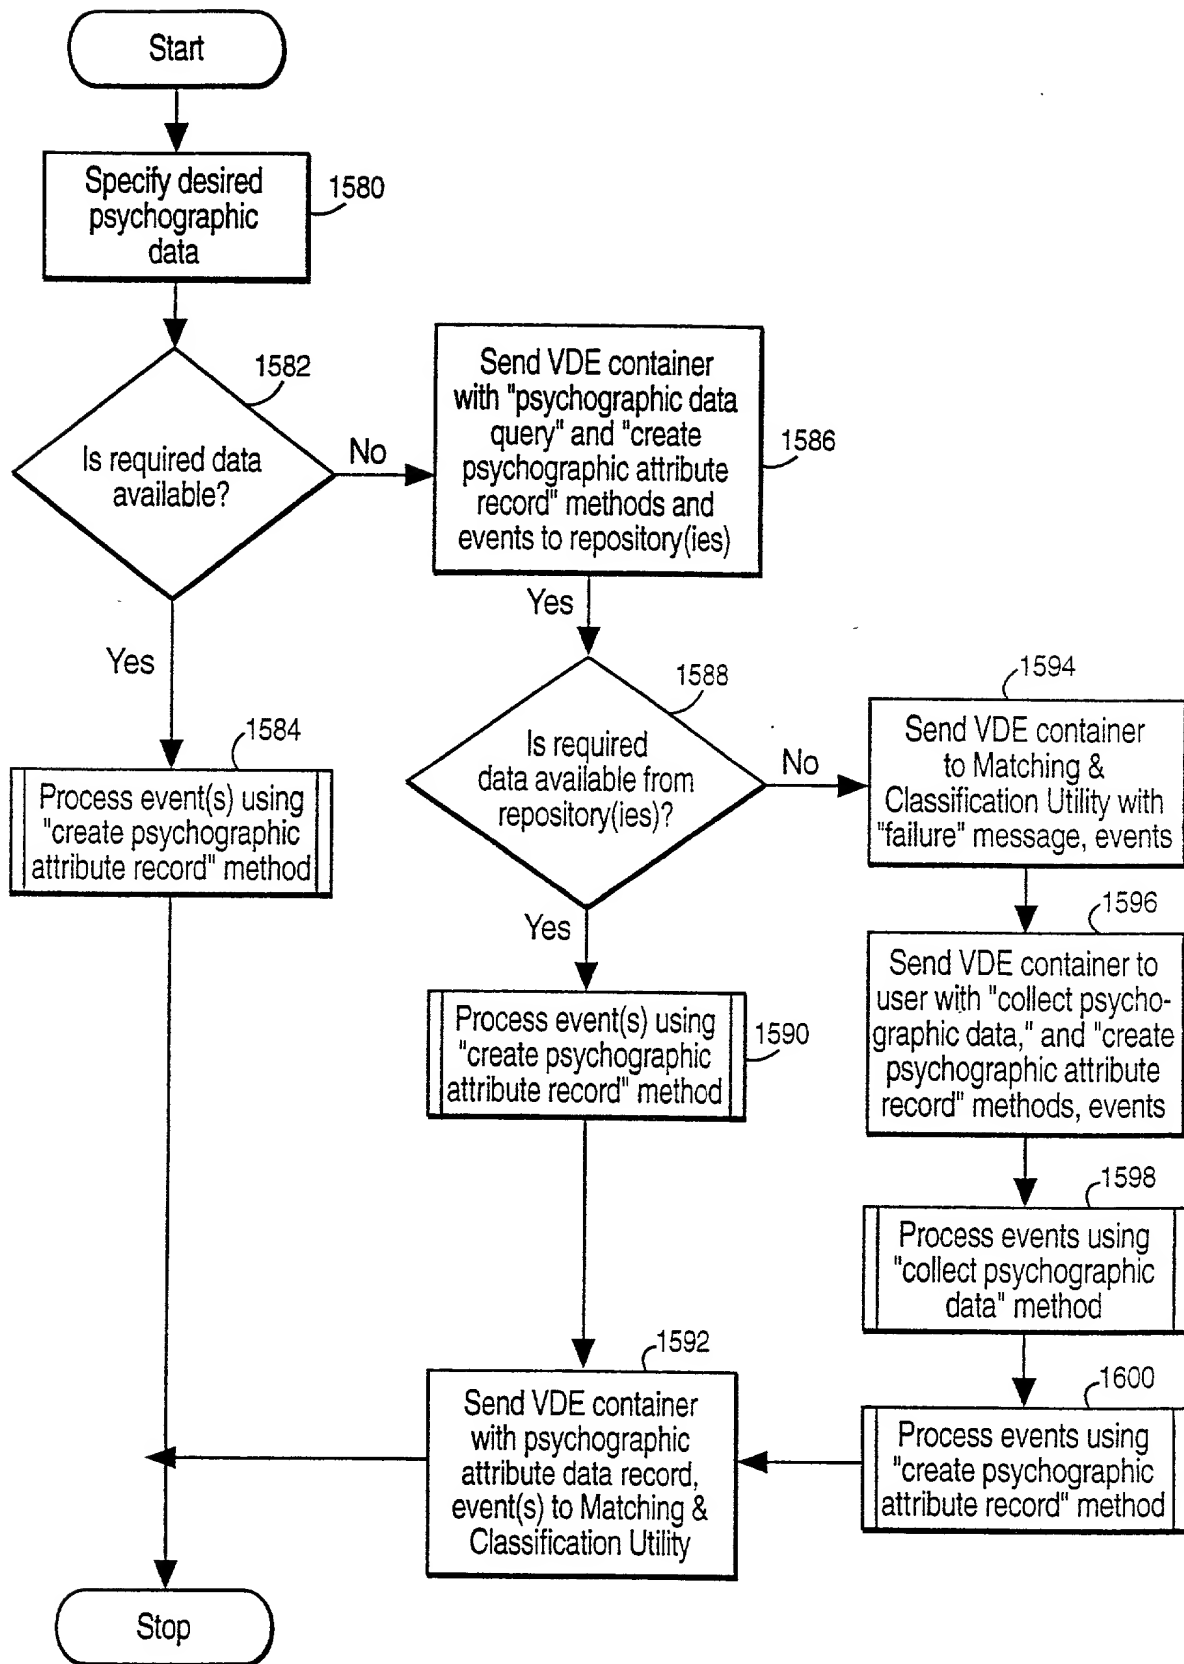 Start
Specify desired
psychographic
data
1580
1582
Is required data
available?
No
Yes
Send VDE container
with "psychographic data
query" and "create
psychographic attribute
record" methods and
events to repository(ies)
1586
Yes
1584
Process event(s) using
"create psychographic
attribute record" method
1588
Is required
data available from
repository(ies)?
No
Yes
1594
Send VDE container
to Matching &
Classification Utility with
"failure" message, events
1596
Send VDE container to
user with "collect psycho-
graphic data," and "create
psychographic attribute
record" methods, events
Process event(s) using
"create psychographic
attribute record" method
1590
1598
Process events using
"collect psychographic
data" method
1592
Send VDE container
with psychographic
attribute data record,
event(s) to Matching &
Classification Utility
1600
Process events using
"create psychographic
attribute record" method
Stop